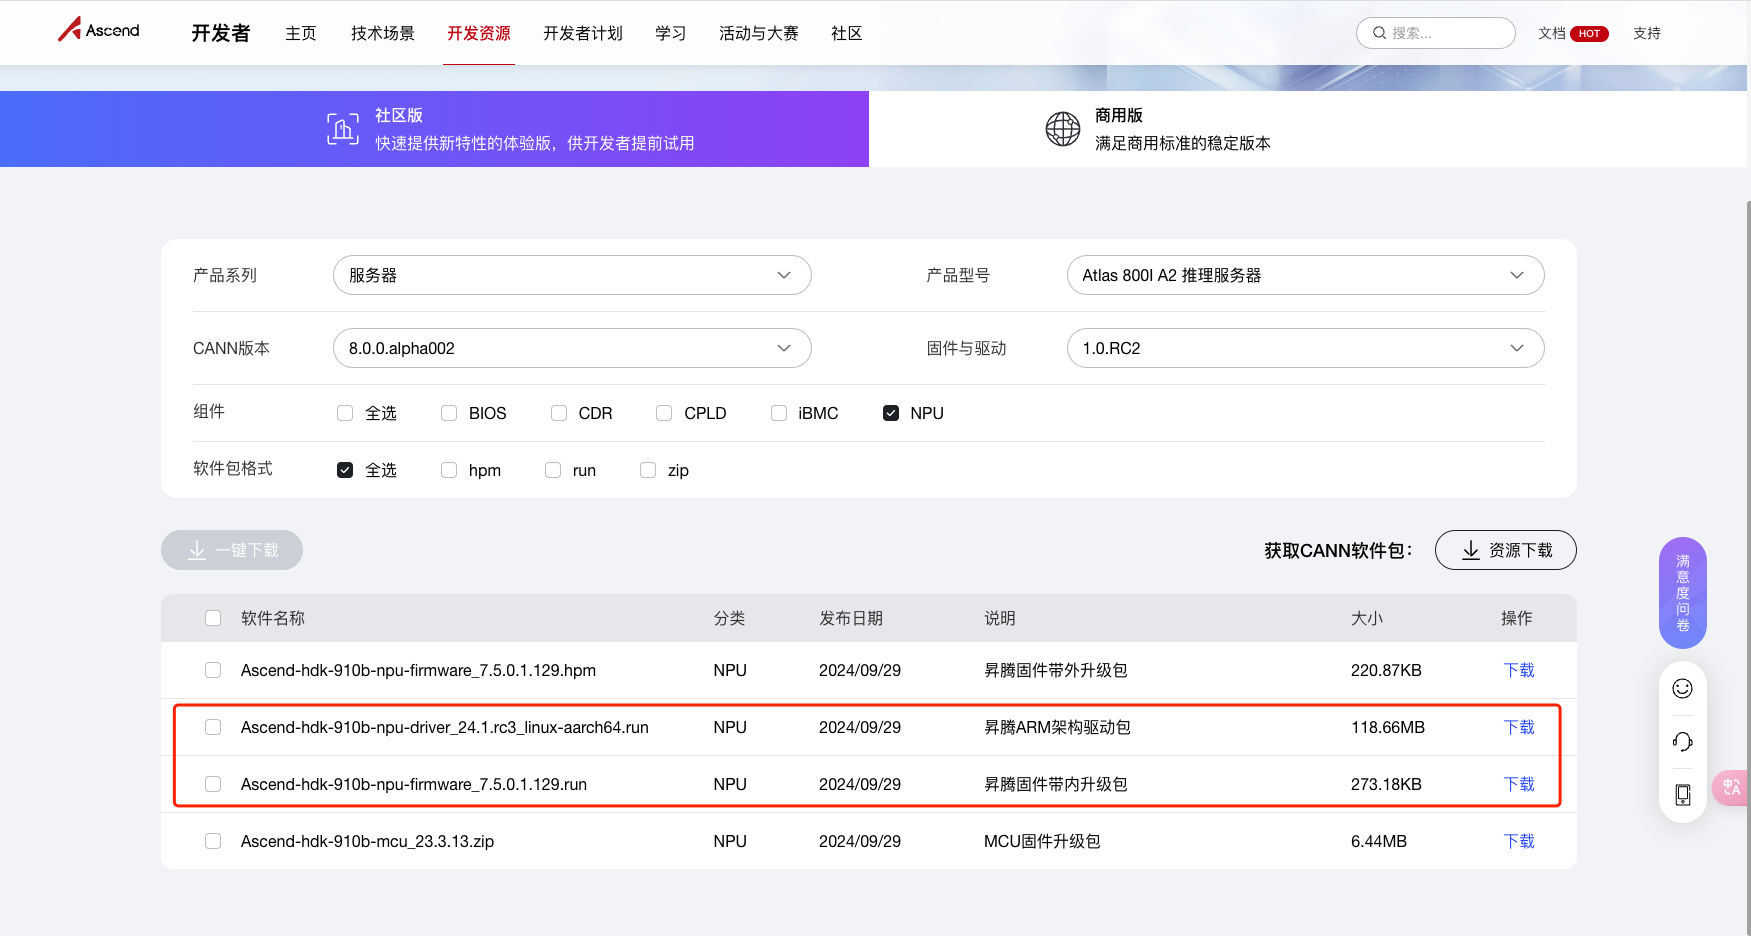 Ascend
开发者
主页
技术场景
开发资源
开发者计划
学习
活动与大赛
社区
搜索...
文档 HOT
支持
社区版
快速提供新特性的体验版，供开发者提前试用
商用版
满足商用标准的稳定版本
产品系列
服务器
产品型号
Atlas 800I A2 推理服务器
CANN版本
8.0.0.alpha002
固件与驱动
1.0.RC2
组件
全选
BIOS
CDR
CPLD
iBMC
NPU
软件包格式
全选
hpm
run
zip
一键下载
获取CANN软件包：
资源下载
软件名称 分类 发布日期 说明 大小 操作
Ascend-hdk-910b-npu-firmware_7.5.0.1.129.hpm NPU 2024/09/29 昇腾固件带外升级包 220.87KB 下载
Ascend-hdk-910b-npu-driver_24.1.rc3_linux-aarch64.run NPU 2024/09/29 昇腾ARM架构驱动包 118.66MB 下载
Ascend-hdk-910b-npu-firmware_7.5.0.1.129.run NPU 2024/09/29 昇腾固件带内升级包 273.18KB 下载
Ascend-hdk-910b-mcu_23.3.13.zip NPU 2024/09/29 MCU固件升级包 6.44MB 下载
满意度问卷
中A